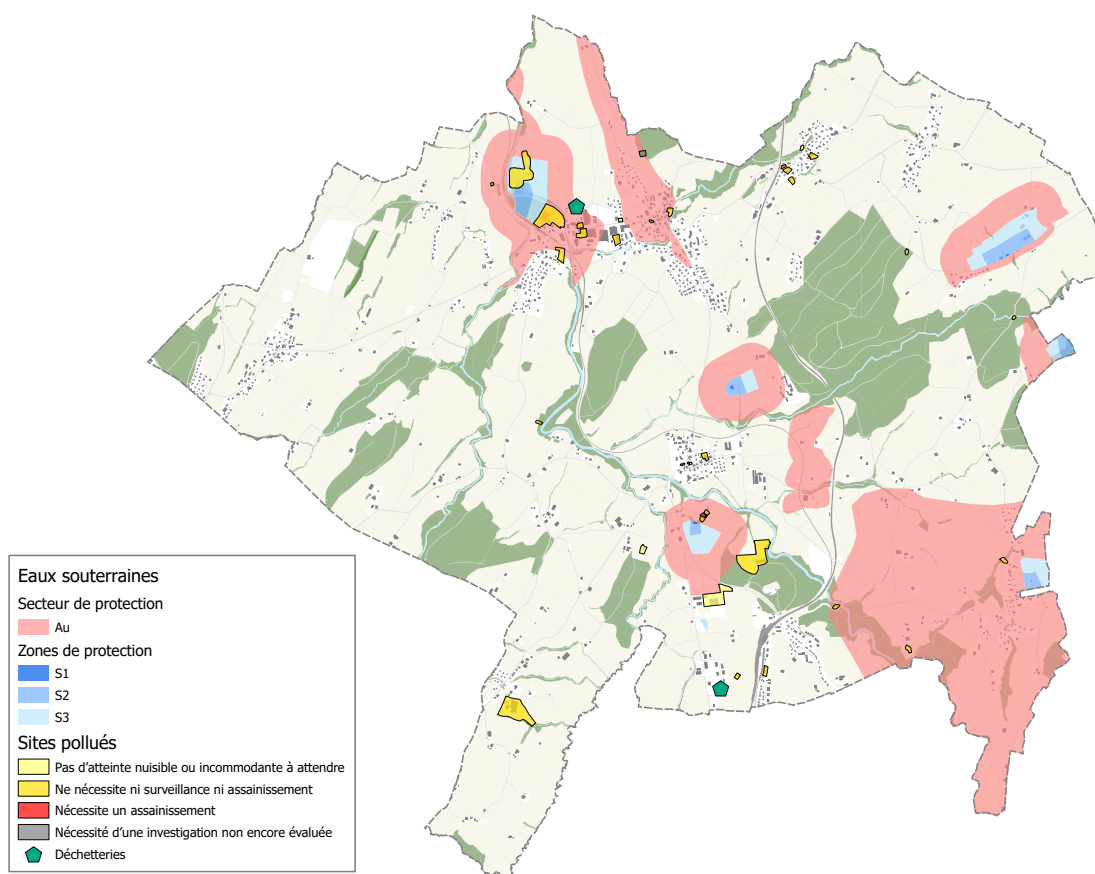 Eaux souterraines
Secteur de protection
Au
Zones de protection
S1
S2
S3
Sites pollués
Pas d'atteinte nuisible ou incommodante à attendre
Ne nécessite ni surveillance ni assainissement
Nécessite un assainissement
Nécessité d'une investigation non encore évaluée
Déchetteries